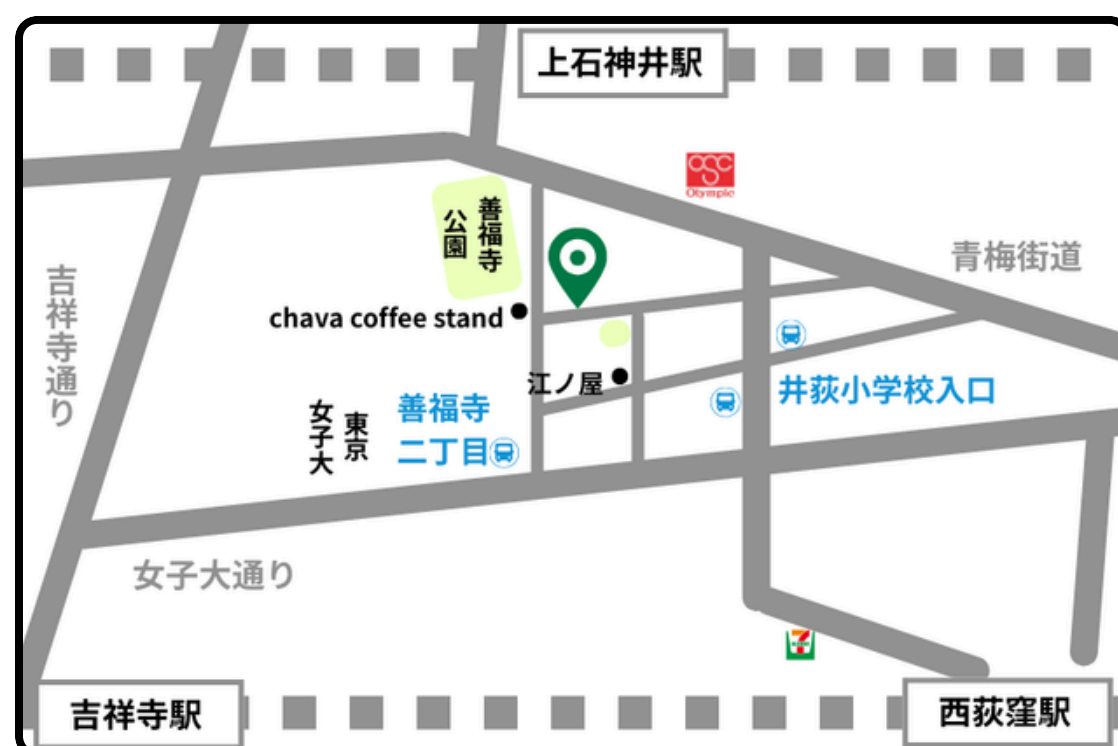 上石神井駅
OSC
Olympic
善福寺
公園
青梅街道
吉祥寺通り
chava coffee stand
江ノ屋
井荻小学校入口
善福寺
二丁目
東京
女子大
女子大通り
7
吉祥寺駅
西荻窪駅